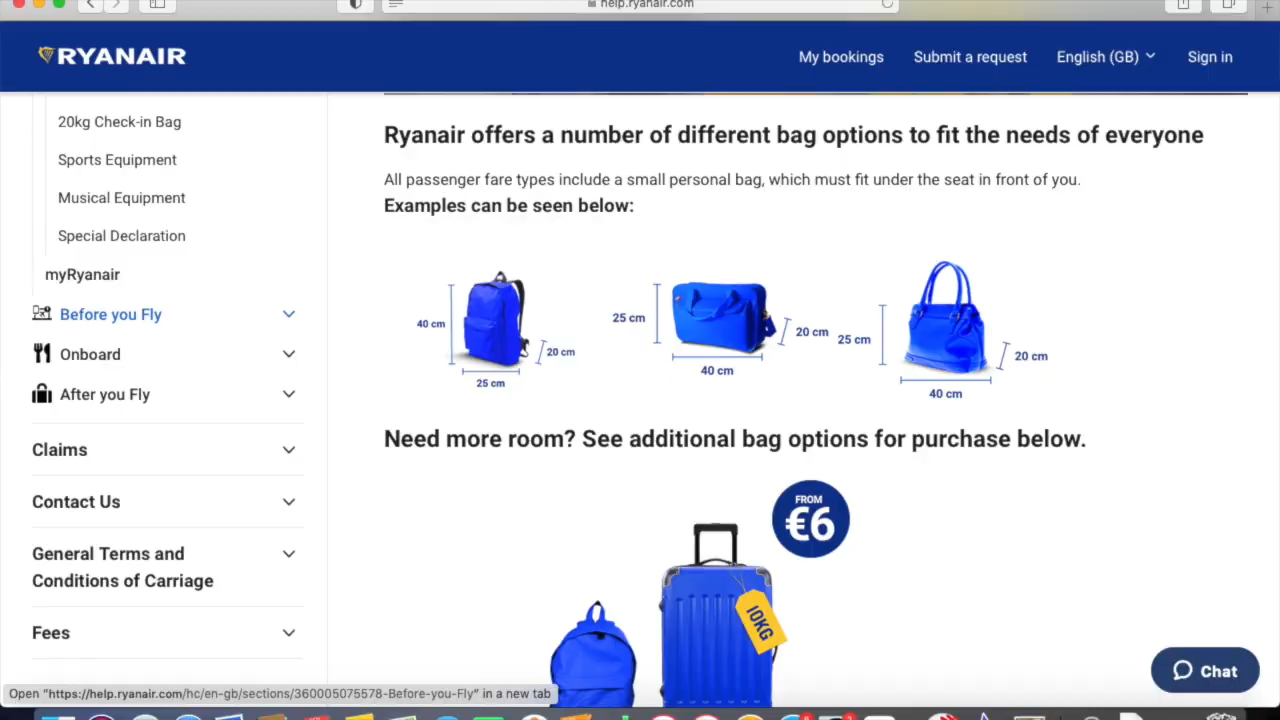 help.ryanair.com
RYANAIR
My bookings
Submit a request
English (GB)
Sign in
20kg Check-in Bag
Sports Equipment
Musical Equipment
Special Declaration
myRyanair
Before you Fly
Onboard
After you Fly
Claims
Contact Us
General Terms and
Conditions of Carriage
Fees
Ryanair offers a number of different bag options to fit the needs of everyone
All passenger fare types include a small personal bag, which must fit under the seat in front of you.
Examples can be seen below:
40 cm
20 cm
25 cm
25 cm
20 cm
40 cm
25 cm
20 cm
40 cm
Need more room? See additional bag options for purchase below.
FROM
€6
10KG
Chat
Open "https://help.ryanair.com/hc/en-gb/sections/360005075578-Before-you-Fly" in a new tab